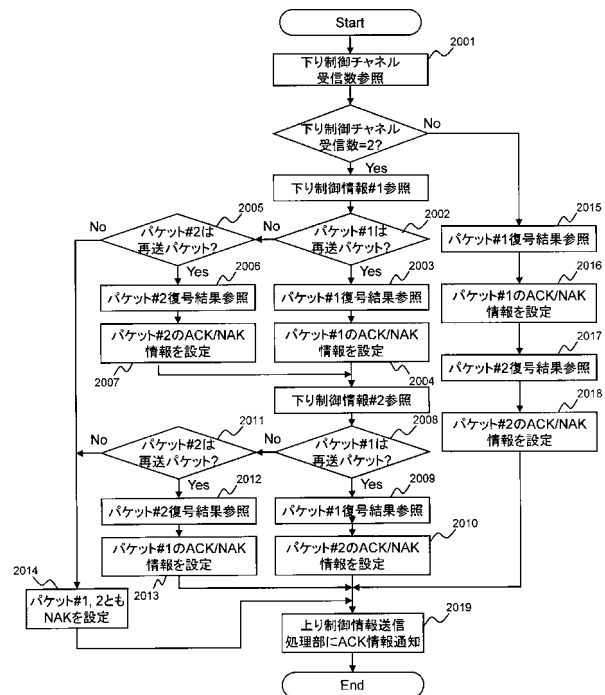 Start
2001
下り制御チャネル
受信数参照
下り制御チャネル
受信数=2?
No
Yes
下り制御情報#1参照
2005
パケット#2は
再送パケット?
No
Yes
2002
パケット#1は
再送パケット?
No
Yes
2015
パケット#1復号結果参照
2006
パケット#2復号結果参照
2003
パケット#1復号結果参照
2016
パケット#1のACK/NAK
情報を設定
パケット#2のACK/NAK
情報を設定
2007
パケット#1のACK/NAK
情報を設定
2004
2017
パケット#2復号結果参照
下り制御情報#2参照
2018
パケット#2のACK/NAK
情報を設定
2011
パケット#2は
再送パケット?
No
Yes
2008
パケット#1は
再送パケット?
No
Yes
2012
パケット#2復号結果参照
2009
パケット#1復号結果参照
パケット#1のACK/NAK
情報を設定
2013
2010
パケット#2のACK/NAK
情報を設定
2014
パケット#1, 2とも
NAKを設定
2019
上り制御情報送信
処理部にACK情報通知
End